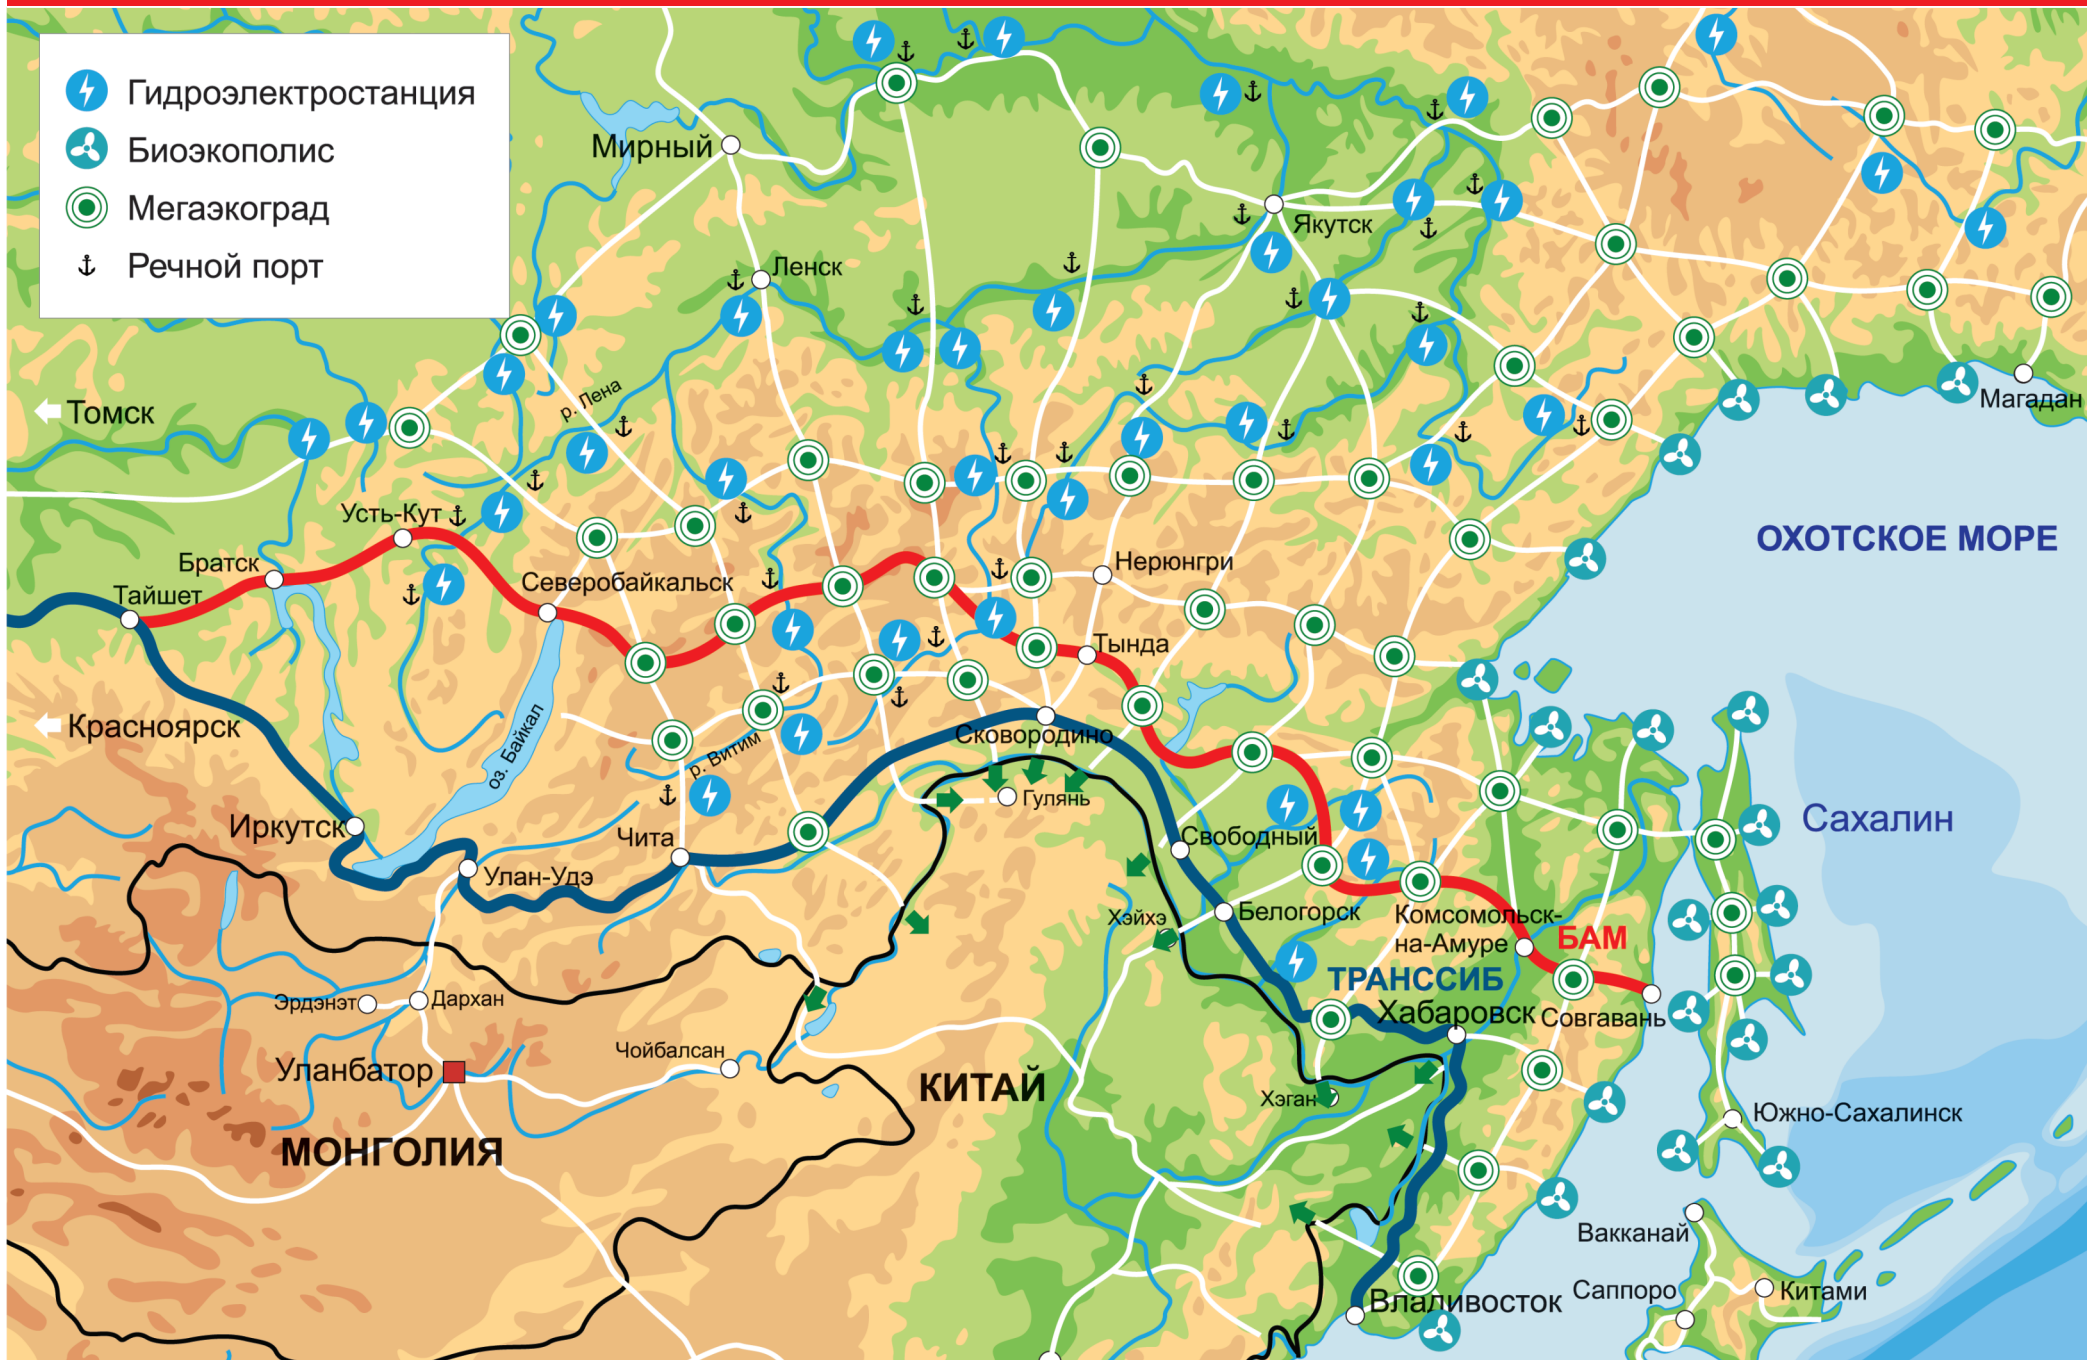 Гидроэлектростанция
Биоэкополис
Мегаэкоград
Речной порт
Мирный
Якутск
Ленск
р. Лена
Томск
Магадан
Усть-Кут
ОХОТСКОЕ МОРЕ
Братск
Нерюнгри
Северобайкальск
Тайшет
Тында
Красноярск
оз. Байкал
Сковородино
р. Витим
Гулянь
Сахалин
Иркутск
Чита
Свободный
Улан-Удэ
Хэйхэ
Белогорск
Комсомольск-
на-Амуре
БАМ
ТРАНССИБ
Эрдэнэт
Дархан
Хабаровск
Совгавань
Чойбалсан
Уланбатор
КИТАЙ
Хэган
Южно-Сахалинск
МОНГОЛИЯ
Вакканай
Саппоро
Китами
Владивосток